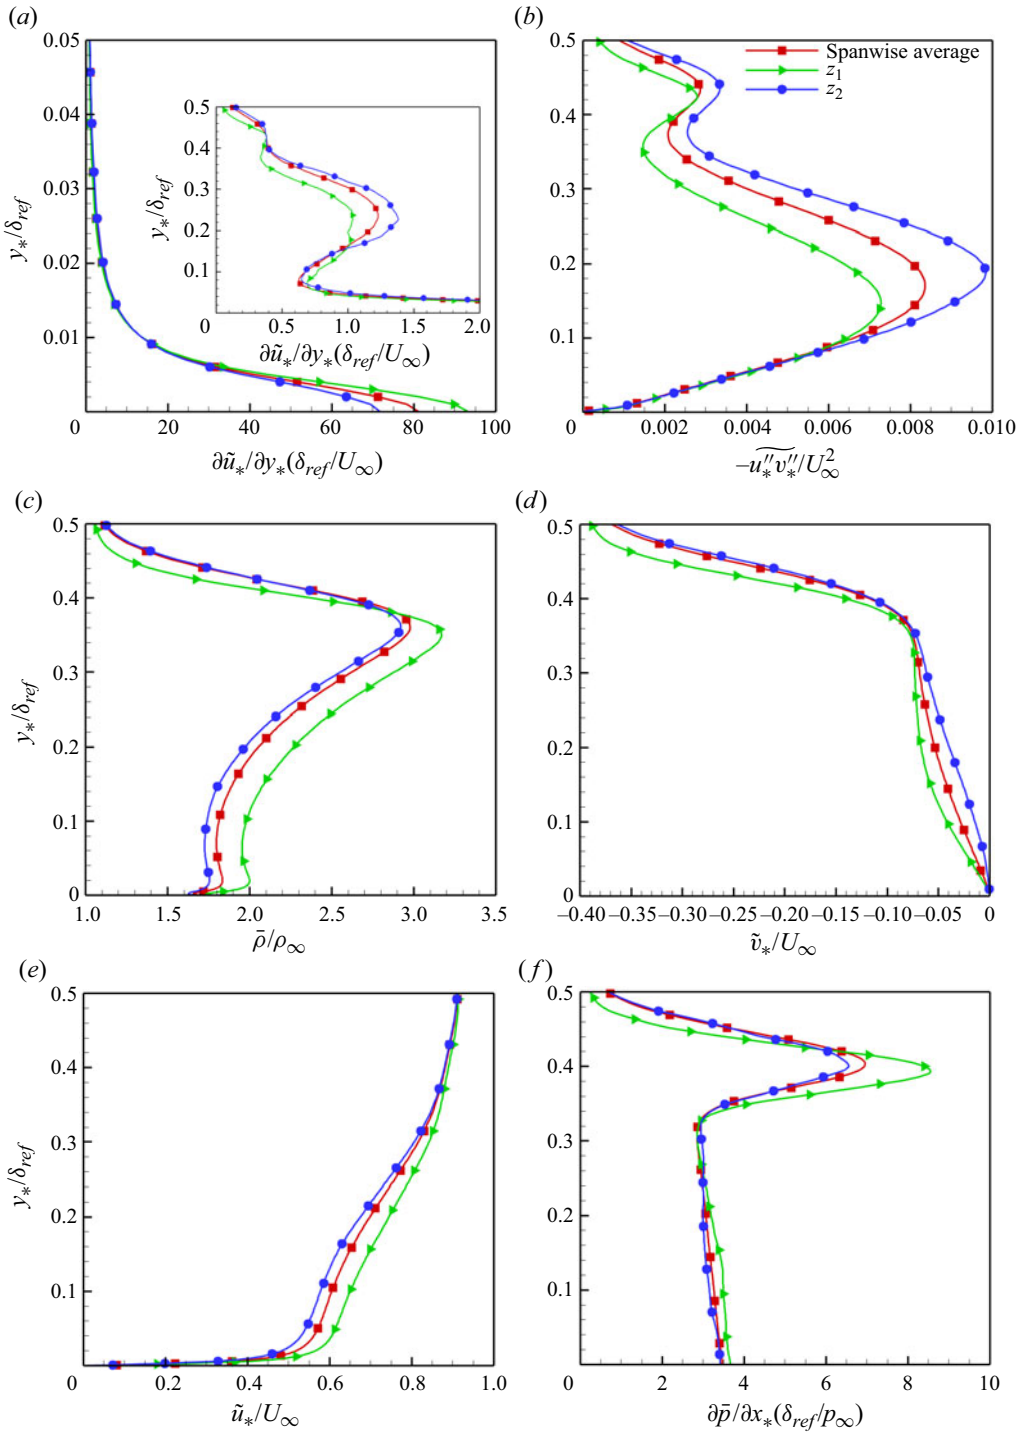 (a)
0.05
0.04
0.03
0.02
0.01
0 20 40 60 80 100
y*/δref
∂ũ*/∂y*(δref/U∞)
0.5
0.4
0.3
0.2
0.1
0 0.5 1.0 1.5 2.0
y*/δref
∂ũ*/∂y*(δref/U∞)
(b)
Spanwise average
z1
z2
0.5
0.4
0.3
0.2
0.1
0 0.002 0.004 0.006 0.008 0.010
−u*″v*″/U∞²
(c)
0.5
0.4
0.3
0.2
0.1
0
1.0 1.5 2.0 2.5 3.0 3.5
y*/δref
ρ̄/ρ∞
(d)
0.5
0.4
0.3
0.2
0.1
0
−0.40 −0.35 −0.30 −0.25 −0.20 −0.15 −0.10 −0.05 0
ṽ*/U∞
(e)
0.5
0.4
0.3
0.2
0.1
0 0.2 0.4 0.6 0.8 1.0
y*/δref
ũ*/U∞
(f)
0.5
0.4
0.3
0.2
0.1
0 2 4 6 8 10
∂p̄/∂x*(δref/p∞)